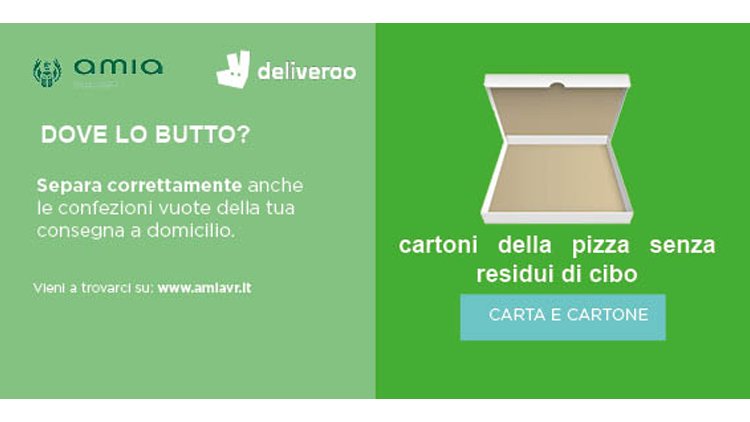 amia
deliveroo
DOVE LO BUTTO?
Separa correttamente anche
le confezioni vuote della tua
consegna a domicilio.
Vieni a trovarci su: www.amiavr.it
cartoni della pizza senza
residui di cibo
CARTA E CARTONE